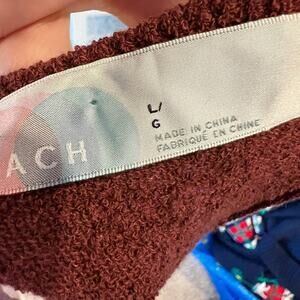 ACH
L/
G
MADE IN CHINA
FABRIQUÉ EN CHINE